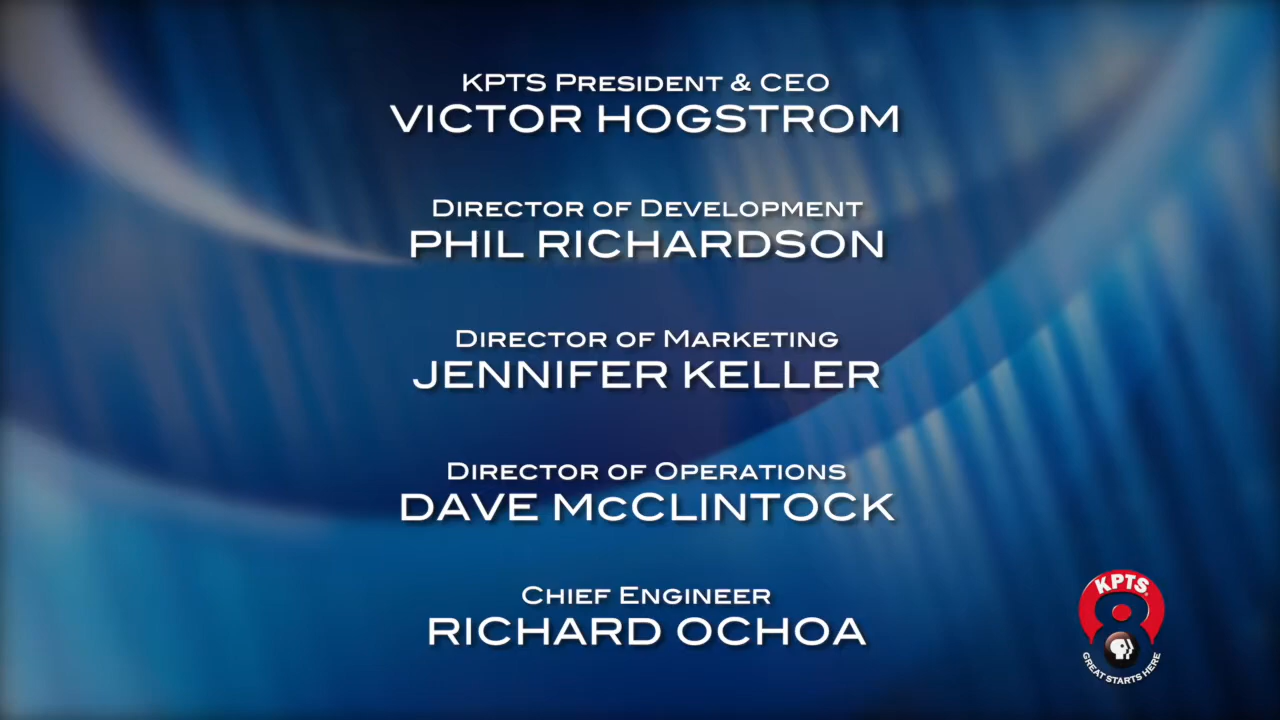 KPTS President & CEO
VICTOR HOGSTROM
Director of Development
PHIL RICHARDSON
Director of Marketing
JENNIFER KELLER
Director of Operations
DAVE McCLINTOCK
Chief Engineer
RICHARD OCHOA
KPTS
8
GREAT STARTS HERE